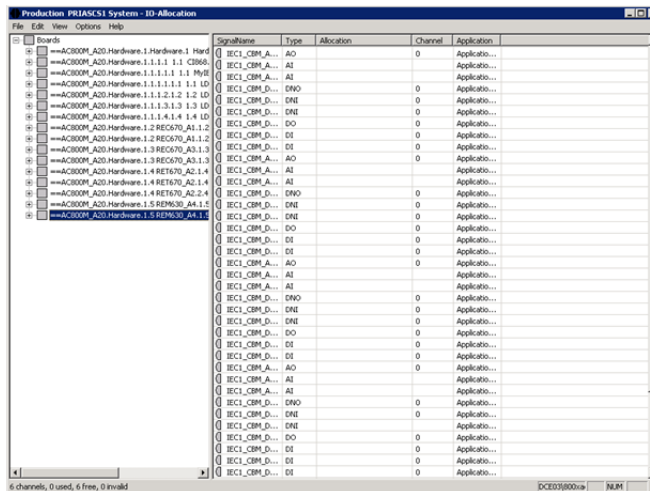 Production PRIASCS1 System - IO-Allocation
File Edit View Options Help
Boards
==AC800M_A20.Hardware.1.Hardware.1 Hard
==AC800M_A20.Hardware.1.1.1.1 1.1 CI868.
==AC800M_A20.Hardware.1.1.1.1.1 1.1 MyIE
==AC800M_A20.Hardware.1.1.1.1.1 1.1 LD
==AC800M_A20.Hardware.1.1.1.2.1.2 1.2 LD
==AC800M_A20.Hardware.1.1.1.3.1.3 1.3 LD
==AC800M_A20.Hardware.1.1.1.4.1.4 1.4 LD
==AC800M_A20.Hardware.1.2 REC670_A1.1.2
==AC800M_A20.Hardware.1.2 REC670_A1.1.2
==AC800M_A20.Hardware.1.3 REC670_A3.1.3
==AC800M_A20.Hardware.1.3 REC670_A3.1.3
==AC800M_A20.Hardware.1.4 RET670_A2.1.4
==AC800M_A20.Hardware.1.4 RET670_A2.1.4
==AC800M_A20.Hardware.1.4 RET670_A2.2.4
==AC800M_A20.Hardware.1.5 REM630_A4.1.5
==AC800M_A20.Hardware.1.5 REM630_A4.1.5
SignalName Type Allocation Channel Application
IEC1_CBM_A... AO 0 Applicatio...
IEC1_CBM_A... AI Applicatio...
IEC1_CBM_A... AI Applicatio...
IEC1_CBM_D... DNO 0 Applicatio...
IEC1_CBM_D... DNI 0 Applicatio...
IEC1_CBM_D... DNI 0 Applicatio...
IEC1_CBM_D... DO 0 Applicatio...
IEC1_CBM_D... DI 0 Applicatio...
IEC1_CBM_D... DI 0 Applicatio...
IEC1_CBM_A... AO 0 Applicatio...
IEC1_CBM_A... AI Applicatio...
IEC1_CBM_A... AI Applicatio...
IEC1_CBM_D... DNO 0 Applicatio...
IEC1_CBM_D... DNI 0 Applicatio...
IEC1_CBM_D... DNI 0 Applicatio...
IEC1_CBM_D... DO 0 Applicatio...
IEC1_CBM_D... DI 0 Applicatio...
IEC1_CBM_D... DI 0 Applicatio...
IEC1_CBM_A... AO 0 Applicatio...
IEC1_CBM_A... AI Applicatio...
IEC1_CBM_A... AI Applicatio...
IEC1_CBM_D... DNO 0 Applicatio...
IEC1_CBM_D... DNI 0 Applicatio...
IEC1_CBM_D... DNI 0 Applicatio...
IEC1_CBM_D... DO 0 Applicatio...
IEC1_CBM_D... DI 0 Applicatio...
IEC1_CBM_D... DI 0 Applicatio...
IEC1_CBM_A... AO 0 Applicatio...
IEC1_CBM_A... AI Applicatio...
IEC1_CBM_A... AI Applicatio...
IEC1_CBM_D... DNO 0 Applicatio...
IEC1_CBM_D... DNI 0 Applicatio...
IEC1_CBM_D... DNI Applicatio...
IEC1_CBM_D... DO 0 Applicatio...
IEC1_CBM_D... DI 0 Applicatio...
IEC1_CBM_D... DI 0 Applicatio...
IEC1_CBM_D... DI 0 Applicatio...
6 channels, 0 used, 6 free, 0 invalid
DCE03\800xa NUM